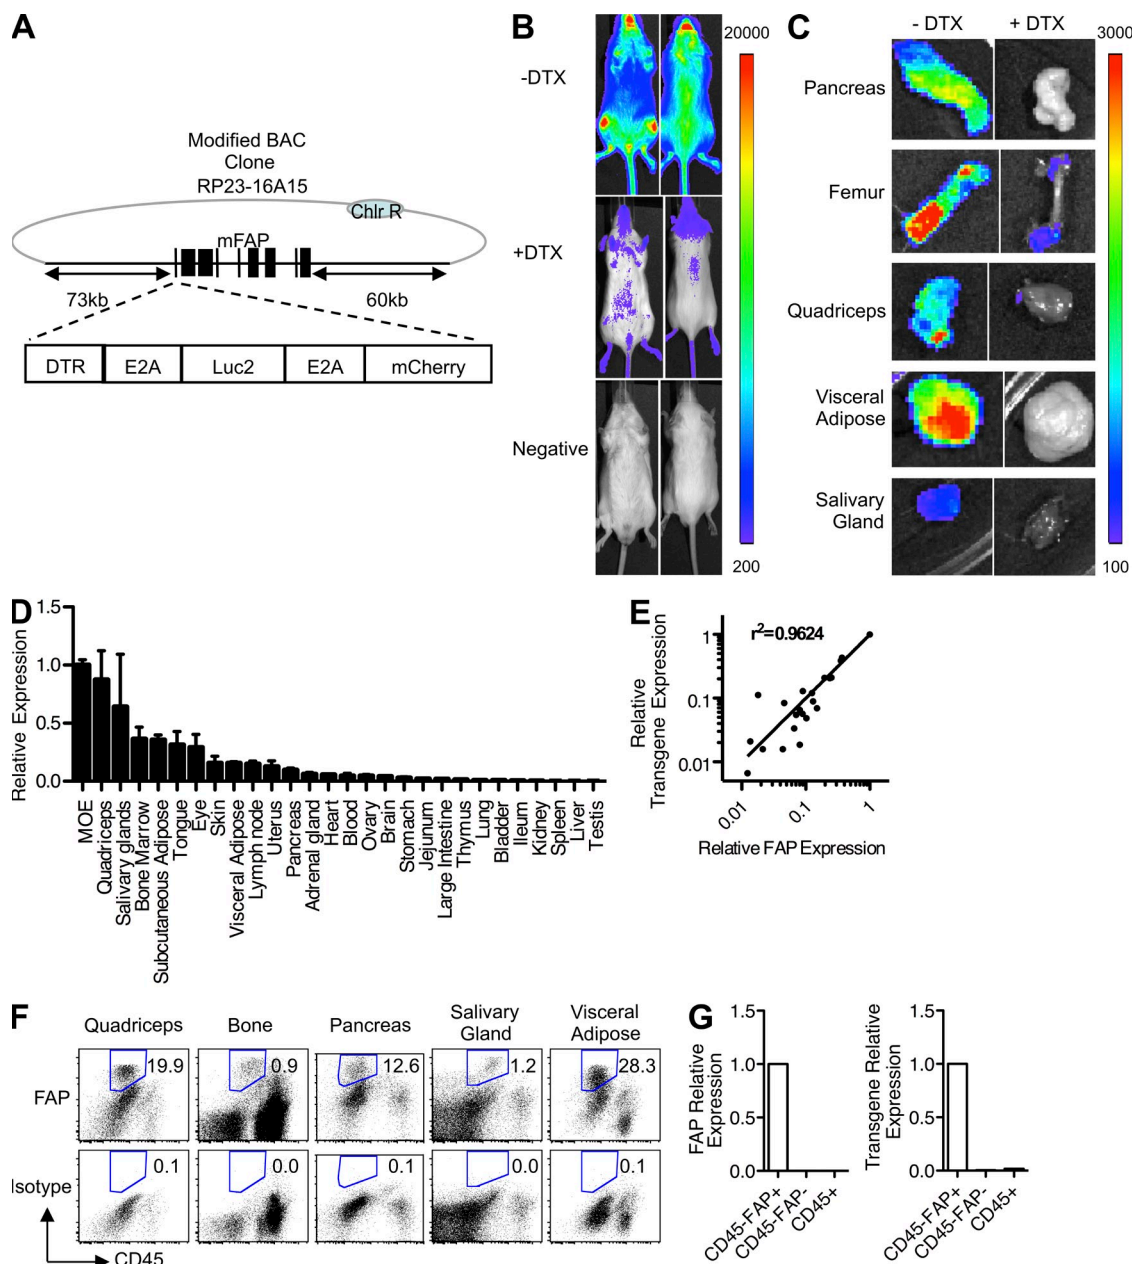 A
Modified BAC
Clone
RP23-16A15
Chlr R
mFAP
73kb
60kb
DTR
E2A
Luc2
E2A
mCherry
B
-DTX
+DTX
Negative
20000
200
C
- DTX
+ DTX
Pancreas
Femur
Quadriceps
Visceral
Adipose
Salivary
Gland
3000
100
D
Relative Expression
1.5
1.0
0.5
0.0
MOE
Quadriceps
Salivary glands
Bone Marrow
Subcutaneous Adipose
Tongue
Eye
Skin
Visceral Adipose
Lymph node
Uterus
Pancreas
Adrenal gland
Heart
Blood
Ovary
Brain
Stomach
Jejunum
Large Intestine
Thymus
Lung
Bladder
Ileum
Kidney
Spleen
Liver
Testis
E
Relative
Transgene Expression
r²=0.9624
1
0.1
0.01
0.01
0.1
1
Relative FAP Expression
F
Quadriceps
Bone
Pancreas
Salivary
Gland
Visceral
Adipose
FAP
19.9
0.9
12.6
1.2
28.3
Isotype
0.1
0.0
0.1
0.0
0.1
CD45
G
FAP Relative
Expression
1.5
1.0
0.5
0.0
CD45-FAP+
CD45-FAP-
CD45+
Transgene Relative
Expression
1.5
1.0
0.5
0.0
CD45-FAP+
CD45-FAP-
CD45+